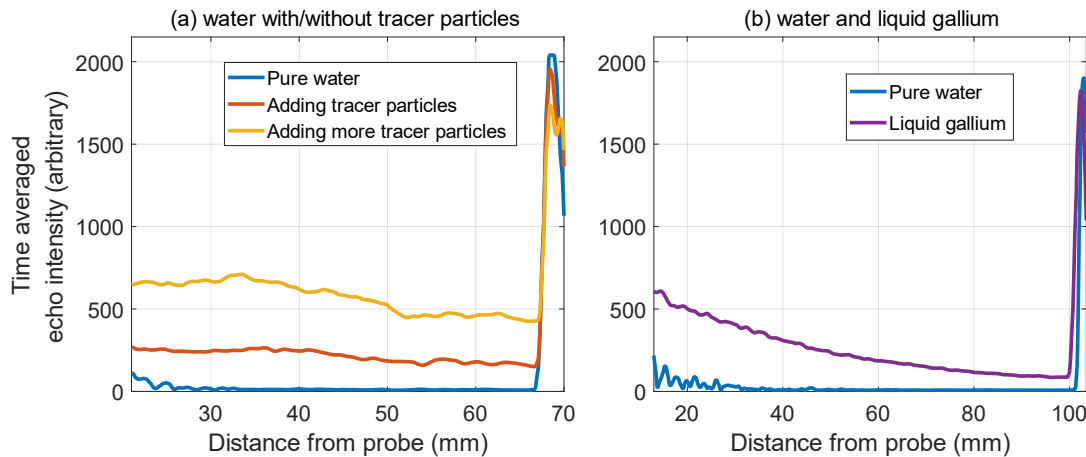 (a) water with/without tracer particles
Time averaged
echo intensity (arbitrary)
2000
1500
1000
500
0
Pure water
Adding tracer particles
Adding more tracer particles
30 40 50 60 70
Distance from probe (mm)
(b) water and liquid gallium
2000
1500
1000
500
0
Pure water
Liquid gallium
20 40 60 80 100
Distance from probe (mm)